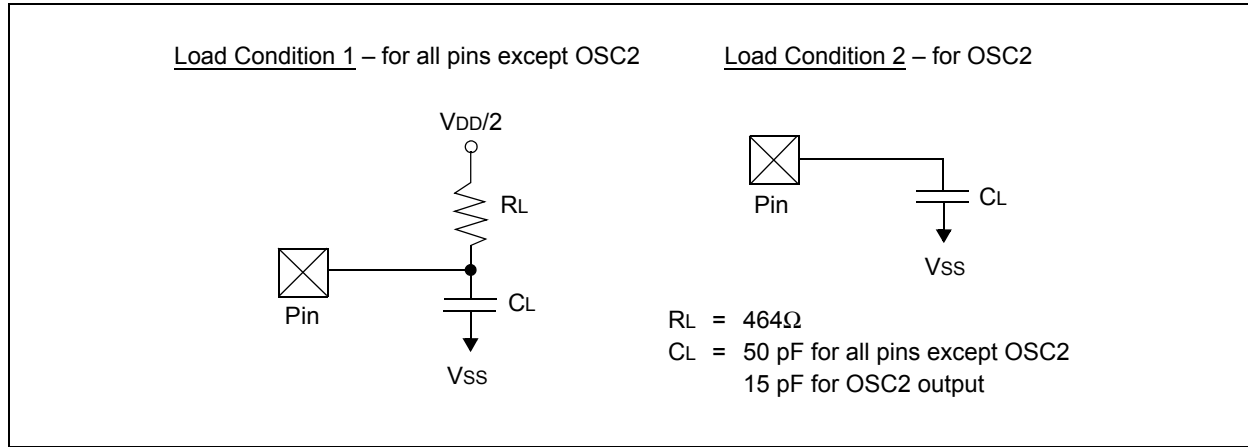 Load Condition 1 – for all pins except OSC2
VDD/2
RL
Pin
CL
VSS
Load Condition 2 – for OSC2
Pin
CL
VSS
RL = 464Ω
CL = 50 pF for all pins except OSC2
15 pF for OSC2 output